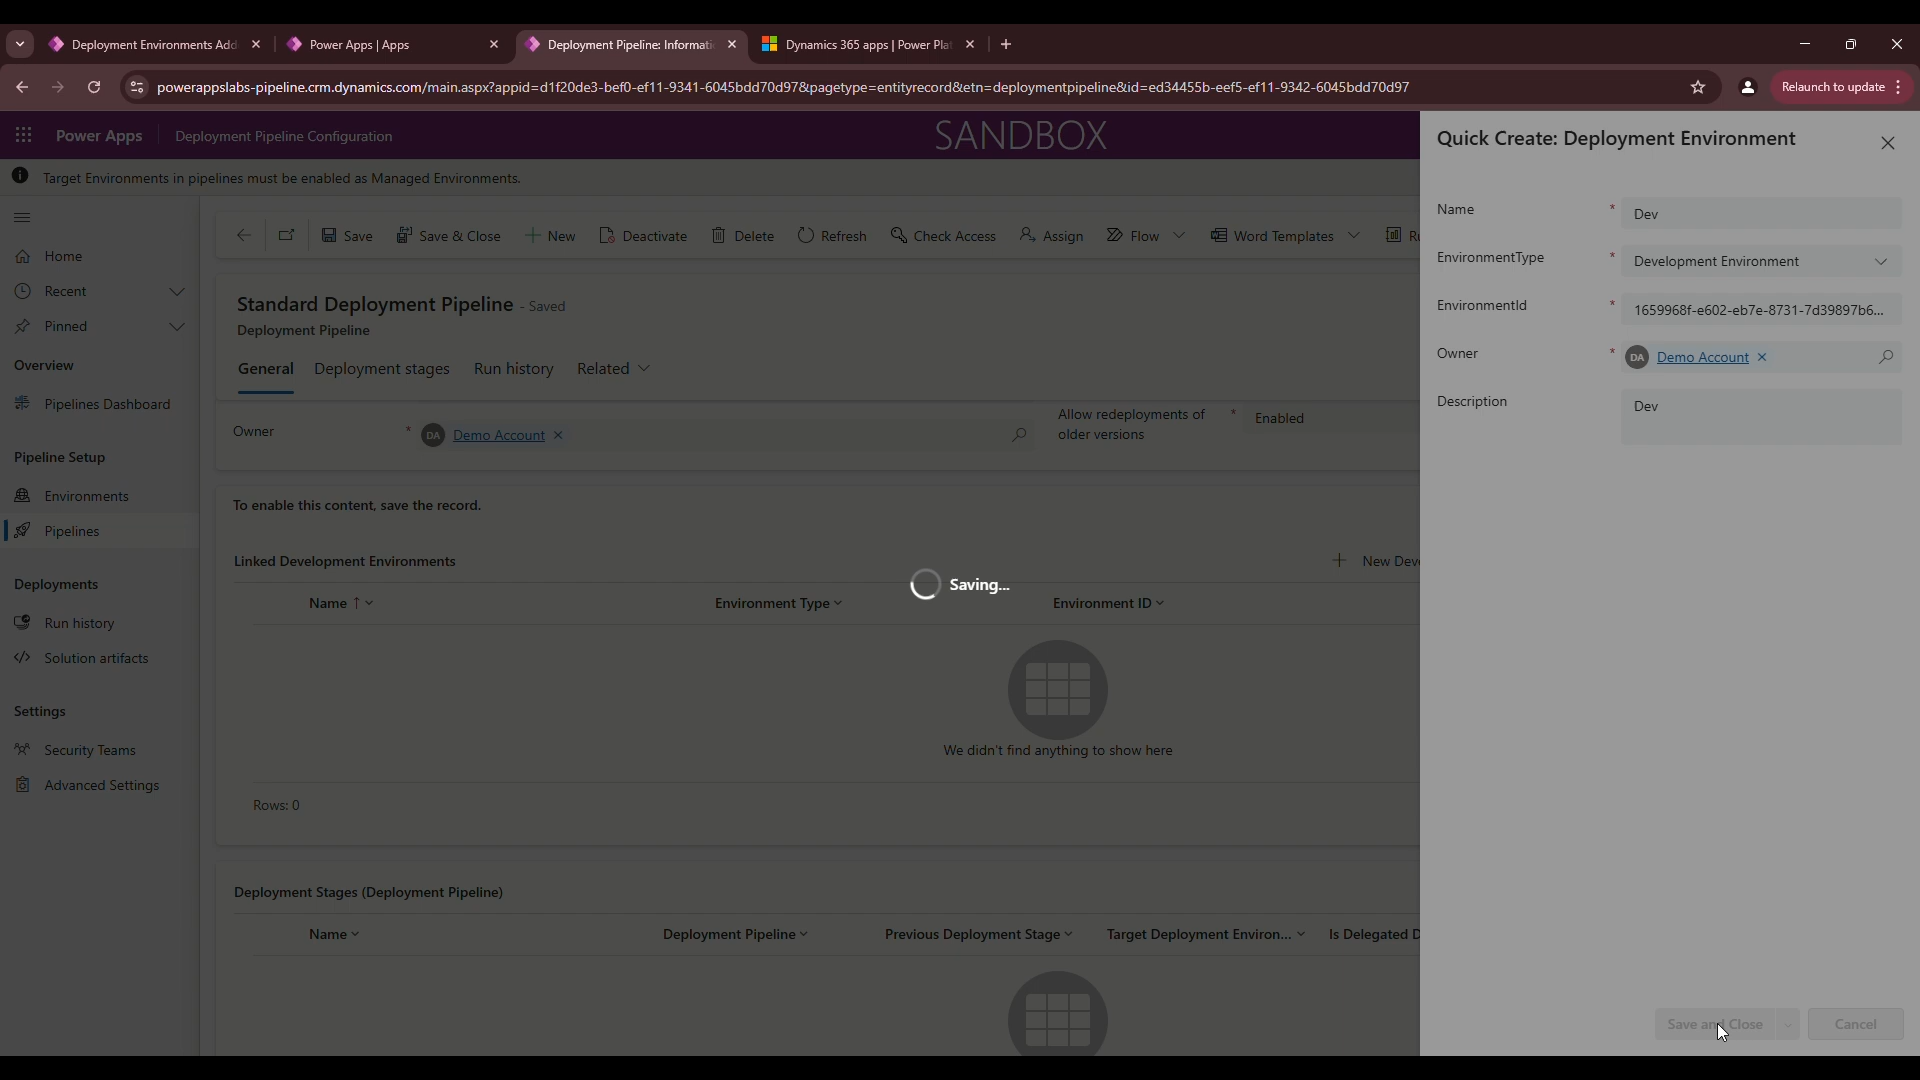 Deployment Environments Add
Power Apps | Apps
Deployment Pipeline: Informati
Dynamics 365 apps | Power Pla
powerappslabs-pipeline.crm.dynamics.com/main.aspx?appid=d1f20de3-bef0-ef11-9341-6045bdd70d97&pagetype=entityrecord&etn=deploymentpipeline&id=ed34455b-eef5-ef11-9342-6045bdd70d97
Relaunch to update
Power Apps
Deployment Pipeline Configuration
SANDBOX
Target Environments in pipelines must be enabled as Managed Environments.
Home
Recent
Pinned
Overview
Pipelines Dashboard
Pipeline Setup
Environments
Pipelines
Deployments
Run history
Solution artifacts
Settings
Security Teams
Advanced Settings
Save
Save & Close
New
Deactivate
Delete
Refresh
Check Access
Assign
Flow
Word Templates
Ru
Standard Deployment Pipeline - Saved
Deployment Pipeline
General
Deployment stages
Run history
Related
Owner
*
DA
Demo Account
Allow redeployments of
older versions
*
Enabled
To enable this content, save the record.
Linked Development Environments
New Deve
Name ↑
Environment Type
Environment ID
We didn't find anything to show here
Rows: 0
Saving...
Deployment Stages (Deployment Pipeline)
Name
Deployment Pipeline
Previous Deployment Stage
Target Deployment Environ...
Is Delegated D
Quick Create: Deployment Environment
Name
*
Dev
EnvironmentType
*
Development Environment
EnvironmentId
*
1659968f-e602-eb7e-8731-7d39897b6...
Owner
*
DA
Demo Account
Description
Dev
Save and Close
Cancel